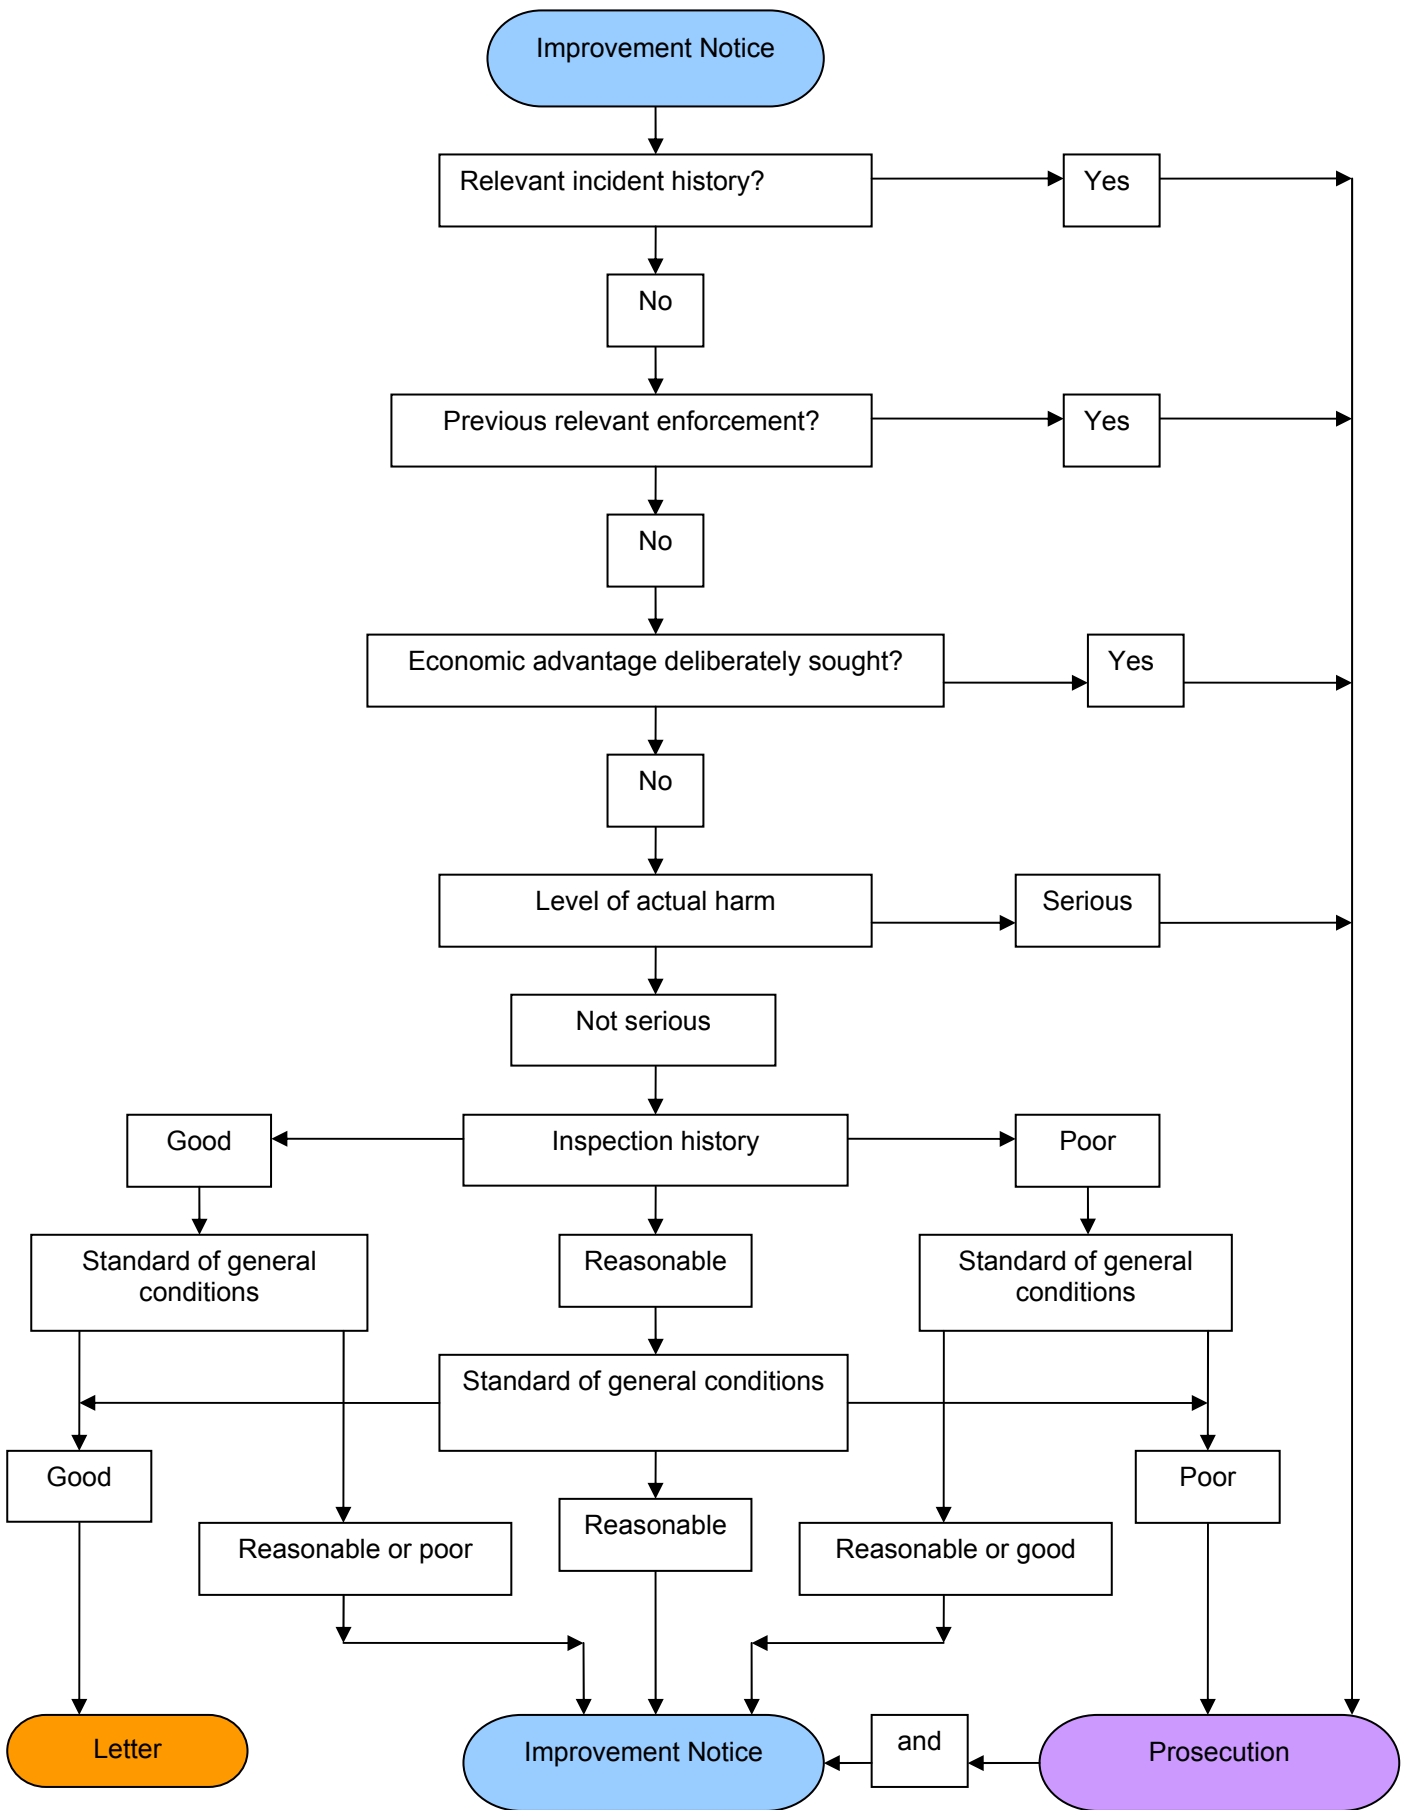 Improvement Notice
Relevant incident history?
Yes
No
Previous relevant enforcement?
Yes
No
Economic advantage deliberately sought?
Yes
No
Level of actual harm
Serious
Not serious
Good
Inspection history
Poor
Standard of general
conditions
Reasonable
Standard of general
conditions
Standard of general conditions
Good
Poor
Reasonable
Reasonable or poor
Reasonable or good
Letter
Improvement Notice
and
Prosecution